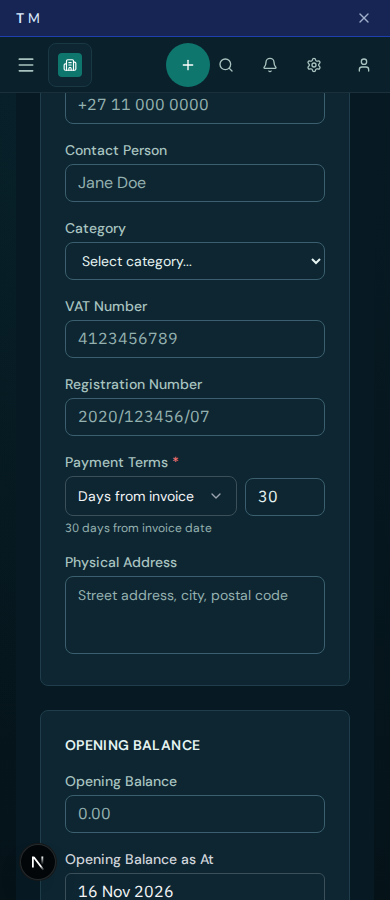 TM
+27 11 000 0000
Contact Person
Jane Doe
Category
Select category...
VAT Number
4123456789
Registration Number
2020/123456/07
Payment Terms *
Days from invoice
30
30 days from invoice date
Physical Address
Street address, city, postal code
OPENING BALANCE
Opening Balance
0.00
Opening Balance as At
16 Nov 2026
N